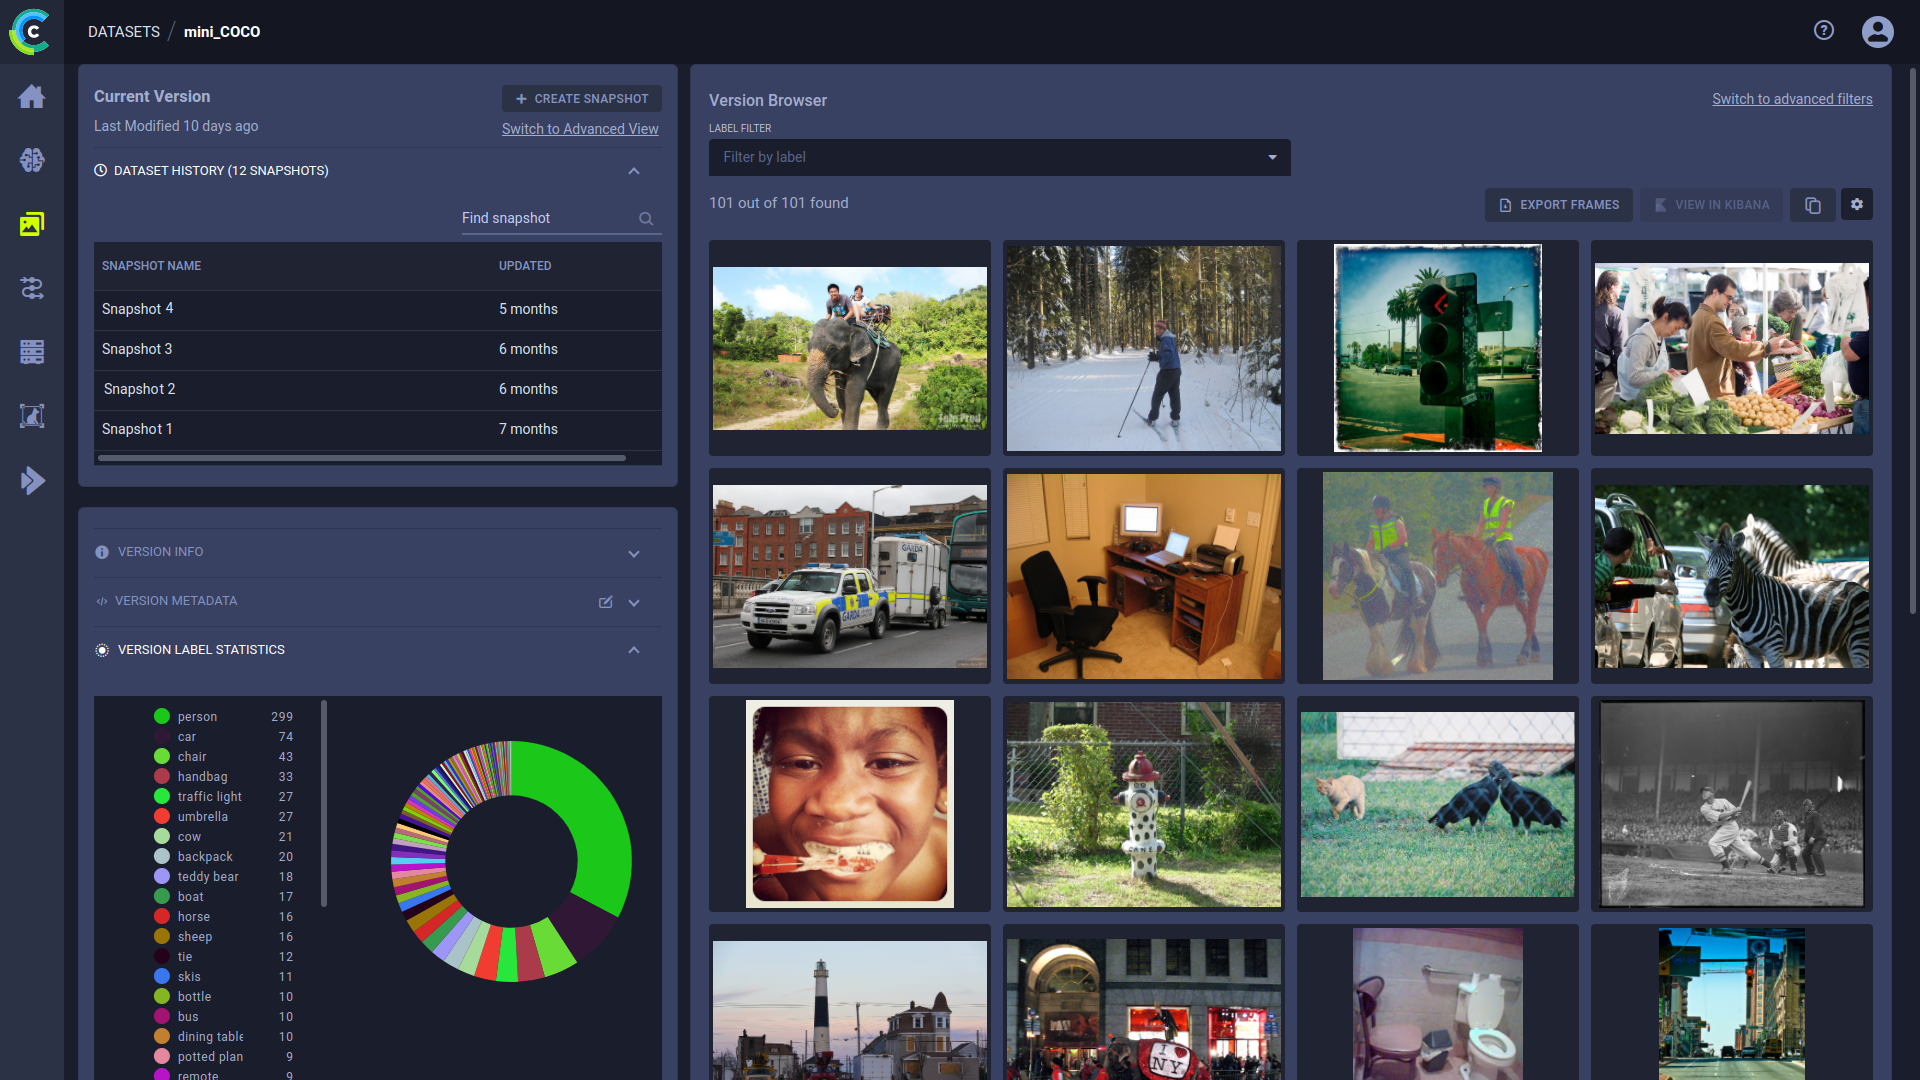 C
DATASETS / mini_COCO
?
Current Version
+ CREATE SNAPSHOT
Last Modified 10 days ago
Switch to Advanced View
DATASET HISTORY (12 SNAPSHOTS)
Find snapshot
SNAPSHOT NAME UPDATED
Snapshot 4 5 months
Snapshot 3 6 months
Snapshot 2 6 months
Snapshot 1 7 months
VERSION INFO
VERSION METADATA
VERSION LABEL STATISTICS
person 299
car 74
chair 43
handbag 33
traffic light 27
umbrella 27
cow 21
backpack 20
teddy bear 18
boat 17
horse 16
sheep 16
tie 12
skis 11
bottle 10
bus 10
dining table 10
potted plan 9
remote 9
Version Browser
Switch to advanced filters
LABEL FILTER
Filter by label
101 out of 101 found
EXPORT FRAMES
VIEW IN KIBANA
GARDA
GARDA
I
NY